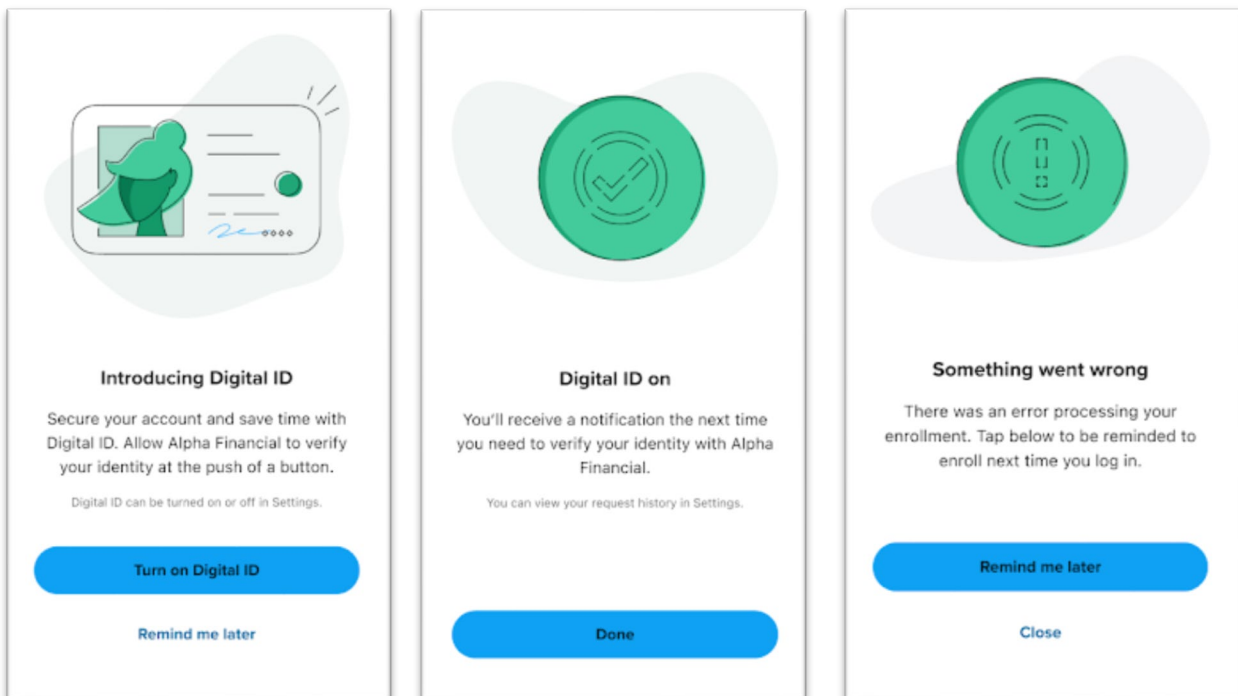 Introducing Digital ID
Secure your account and save time with
Digital ID. Allow Alpha Financial to verify
your identity at the push of a button.
Digital ID can be turned on or off in Settings.
Turn on Digital ID
Remind me later
Digital ID on
You’ll receive a notification the next time
you need to verify your identity with Alpha
Financial.
You can view your request history in Settings.
Done
Something went wrong
There was an error processing your
enrollment. Tap below to be reminded to
enroll next time you log in.
Remind me later
Close